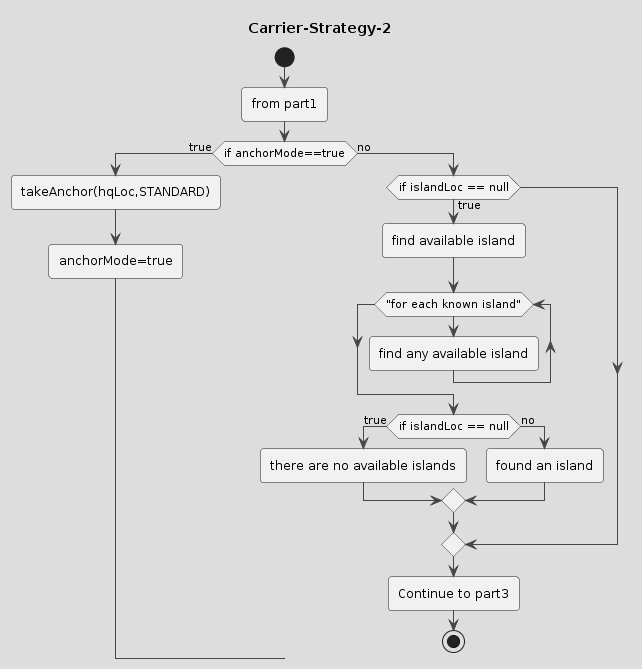 Carrier-Strategy-2
from part1
true
if anchorMode==true
no
takeAnchor(hqLoc,STANDARD)
anchorMode=true
if islandLoc == null
true
find available island
"for each known island"
find any available island
true
if islandLoc == null
no
there are no available islands
found an island
Continue to part3